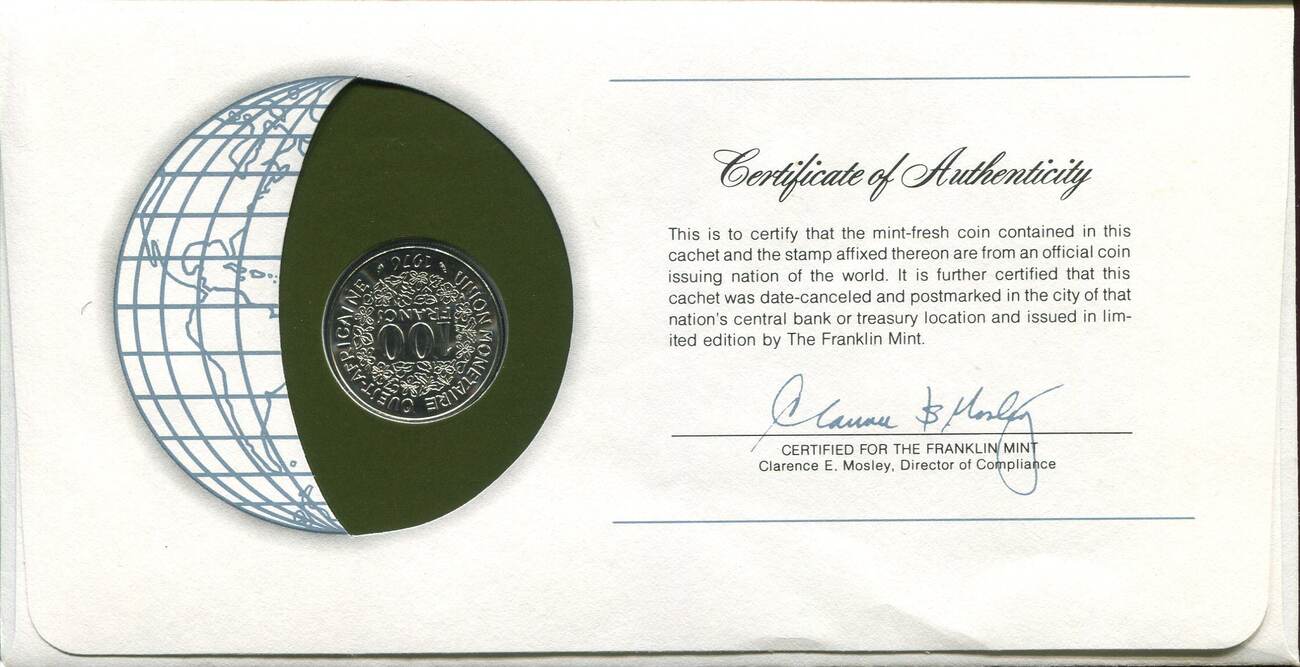 UNION MONETAIRE OUEST-AFRICAINE
1976
100
FRANCS
Certificate of Authenticity
This is to certify that the mint-fresh coin contained in this
cachet and the stamp affixed thereon are from an official coin
issuing nation of the world. It is further certified that this
cachet was date-canceled and postmarked in the city of that
nation's central bank or treasury location and issued in lim-
ited edition by The Franklin Mint.
Clarence E Mosley
CERTIFIED FOR THE FRANKLIN MINT
Clarence E. Mosley, Director of Compliance